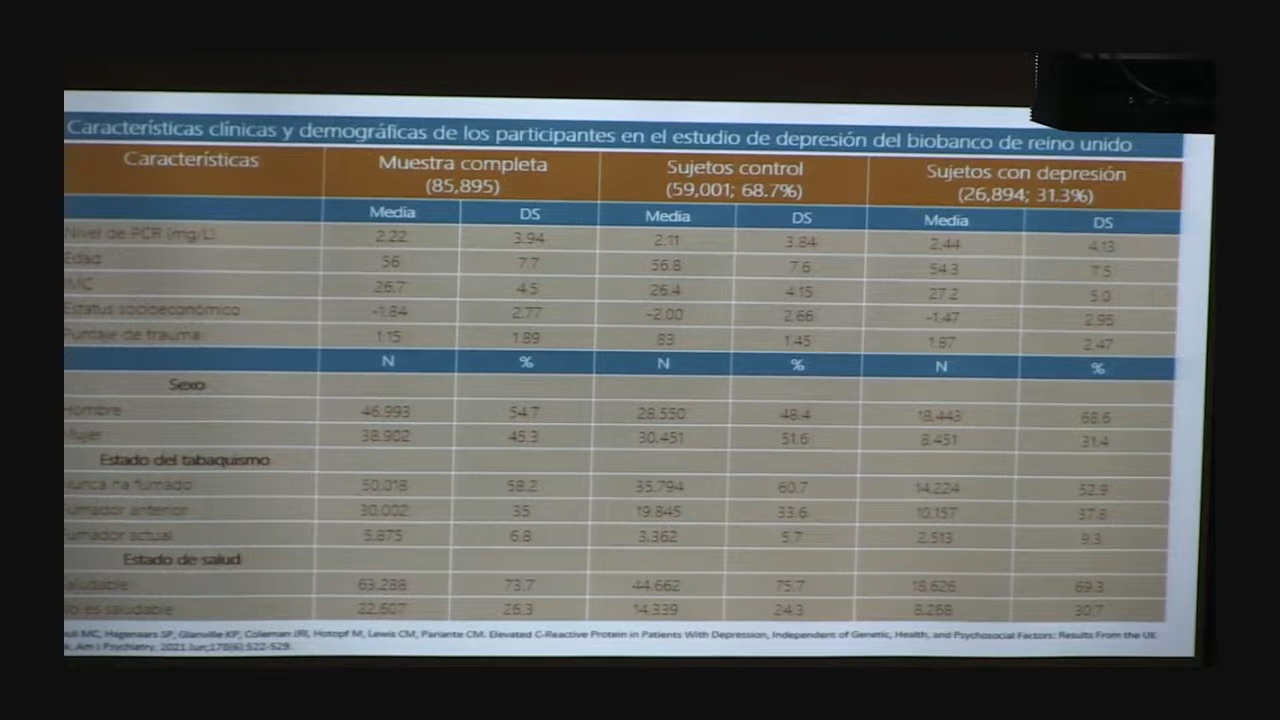 Características clínicas y demográficas de los participantes en el estudio de depresión del biobanco de reino unido
Características Muestra completa (85,895) Sujetos control (59,001; 68.7%) Sujetos con depresión (26,894; 31.3%)
Media DS Media DS Media DS
Nivel de PCR (mg/L) 2.22 3.94 2.11 3.84 2.44 4.13
Edad 56 7.7 56.8 7.6 54.3 7.5
IMC 26.7 4.5 26.4 4.15 27.2 5.0
Estatus socioeconómico -1.84 2.77 -2.00 2.66 -1.47 2.95
Puntaje de trauma 1.15 1.89 83 1.45 1.87 2.47
N % N % N %
Sexo
Hombre 46.993 54.7 28.550 48.4 18.443 68.6
Mujer 38.902 45.3 30.451 51.6 8.451 31.4
Estado del tabaquismo
unca ha fumado 50.018 58.2 35.794 60.7 14.224 52.9
umador anterior 30.002 35 19.845 33.6 10.157 37.8
umador actual 5.875 6.8 3.362 5.7 2.513 9.3
Estado de salud
aludable 63.288 73.7 44.662 75.7 18.626 69.3
o es saludable 22.607 26.3 14.339 24.3 8.268 30.7
MC, Hagenaars SP, Glanville KP, Coleman JRI, Hotopf M, Lewis CM, Pariante CM. Elevated C-Reactive Protein in Patients With Depression, Independent of Genetic, Health, and Psychosocial Factors: Results From the UK
Am J Psychiatry. 2021 Jun;178(6):522-529.